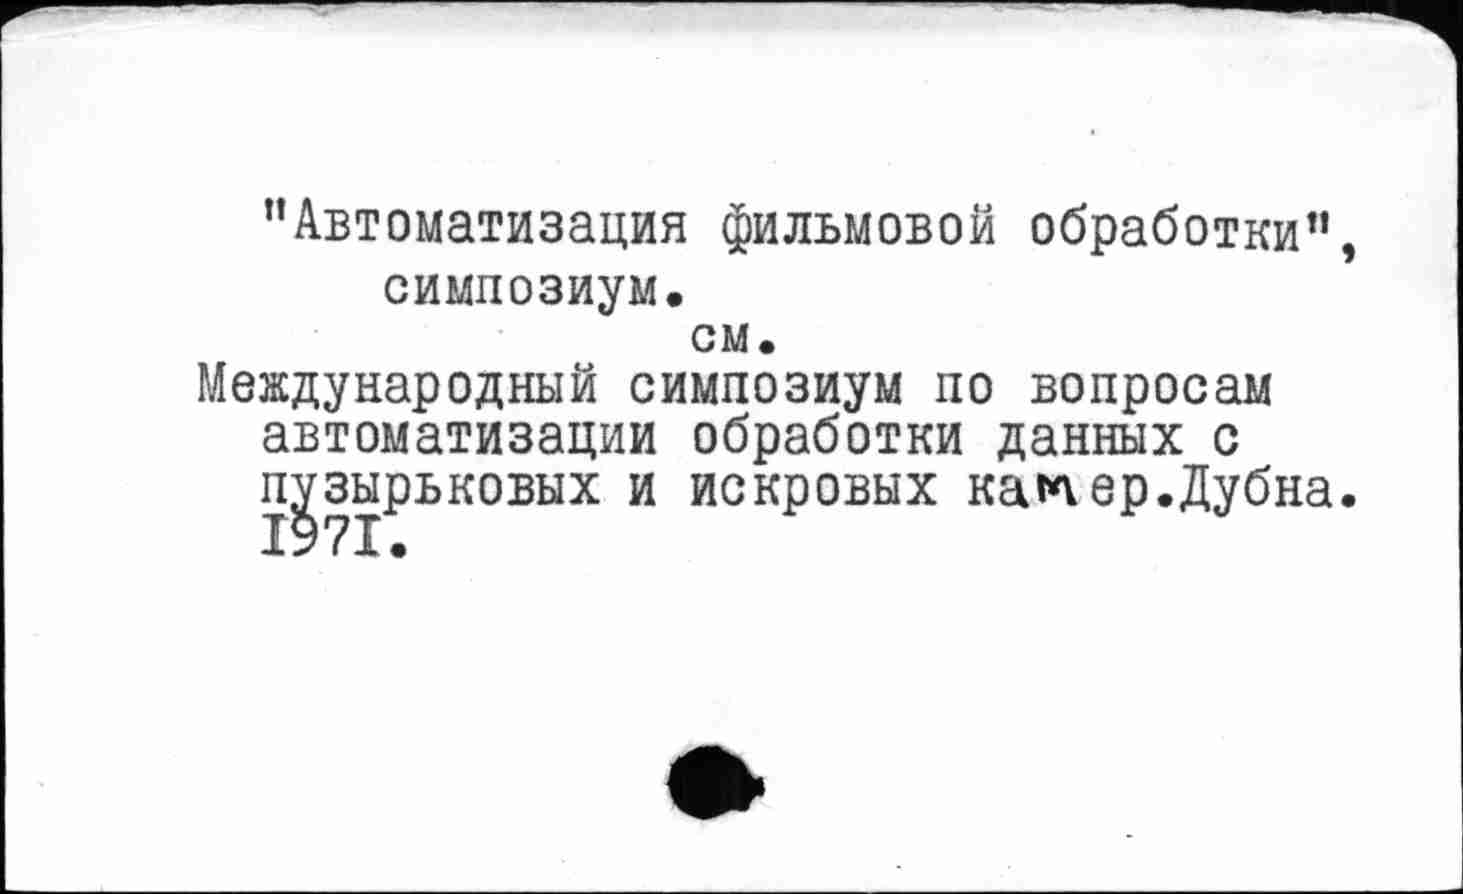 "Автоматизация фильмовой обработки",
симпозиум.
см.
Международный симпозиум по вопросам
автоматизации обработки данных с
пузырьковых и искровых камер.Дубна.
I97I.